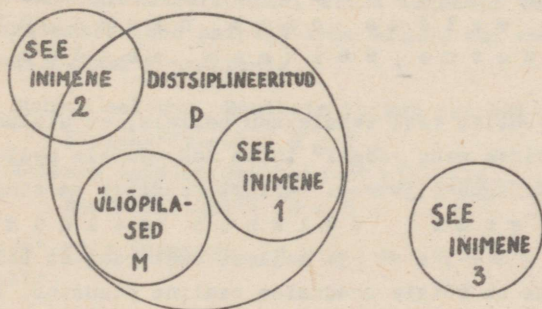 SEE
INIMENE
2
DISTSIPLINEERITUD
P
SEE
INIMENE
1
ÜLIÕPILA-
SED
M
SEE
INIMENE
3